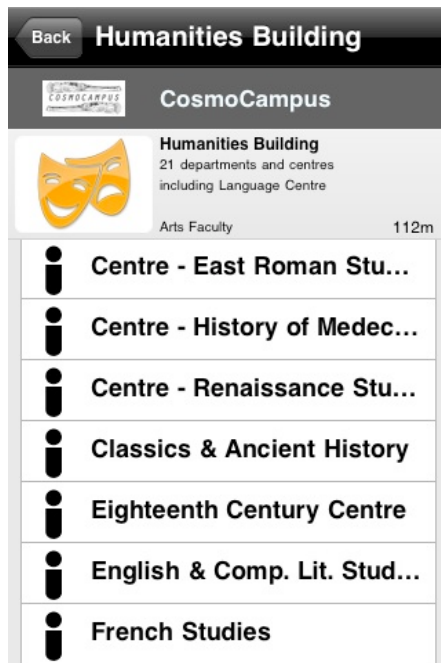 Back Humanities Building
COSMOCAMPUS CosmoCampus
Humanities Building
21 departments and centres
including Language Centre
Arts Faculty 112m
Centre - East Roman Stu...
Centre - History of Medec...
Centre - Renaissance Stu...
Classics & Ancient History
Eighteenth Century Centre
English & Comp. Lit. Stud...
French Studies